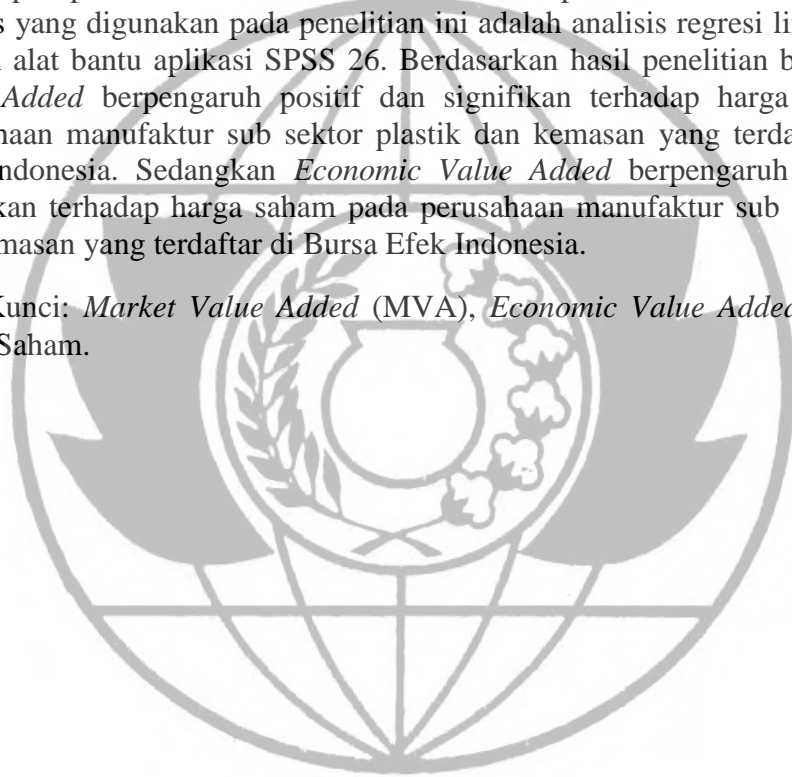 s yang digunakan pada penelitian ini adalah analisis regresi li
alat bantu aplikasi SPSS 26. Berdasarkan hasil penelitian b
Added berpengaruh positif dan signifikan terhadap harga
naan manufaktur sub sektor plastik dan kemasan yang terda
ndonesia. Sedangkan Economic Value Added berpengaruh
kan terhadap harga saham pada perusahaan manufaktur sub
masan yang terdaftar di Bursa Efek Indonesia.
Kunci: Market Value Added (MVA), Economic Value Added
Saham.